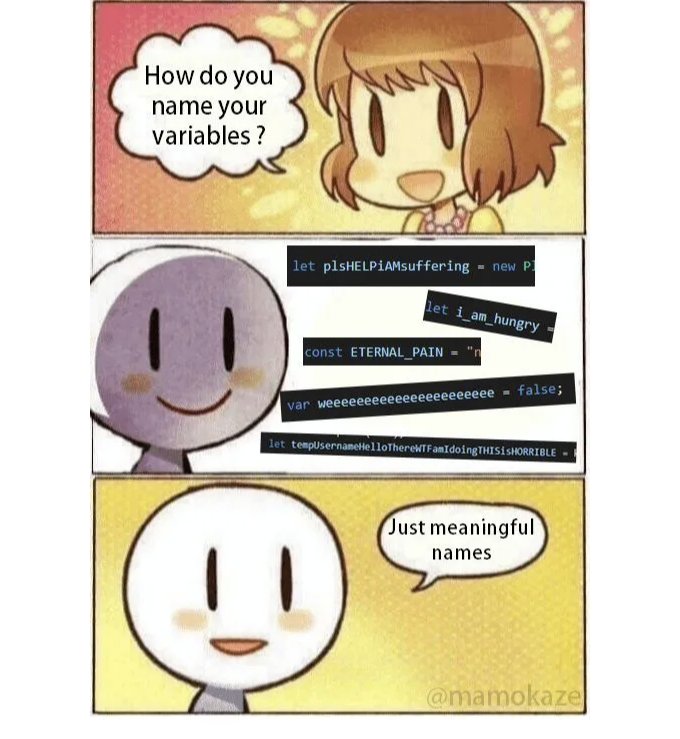 How do you
name your
variables ?
let plsHELPiAMsuffering = new Pl
let i_am_hungry =
const ETERNAL_PAIN = "n
var weeeeeeeeeeeeeeeeeeeeeee = false;
let tempUsernameHelloThereWTFamIdoingTHISisHORRIBLE =
Just meaningful
names
@mamokaze